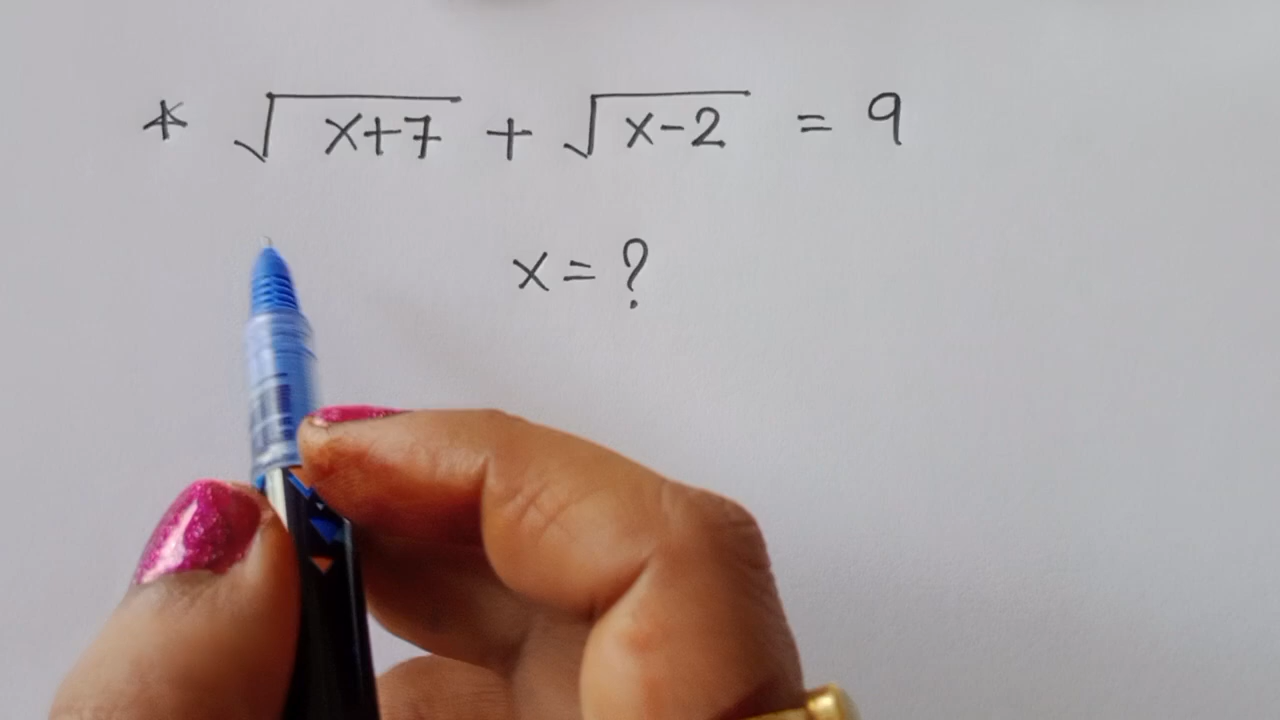 * √(x+7) + √(x-2) = 9
x = ?